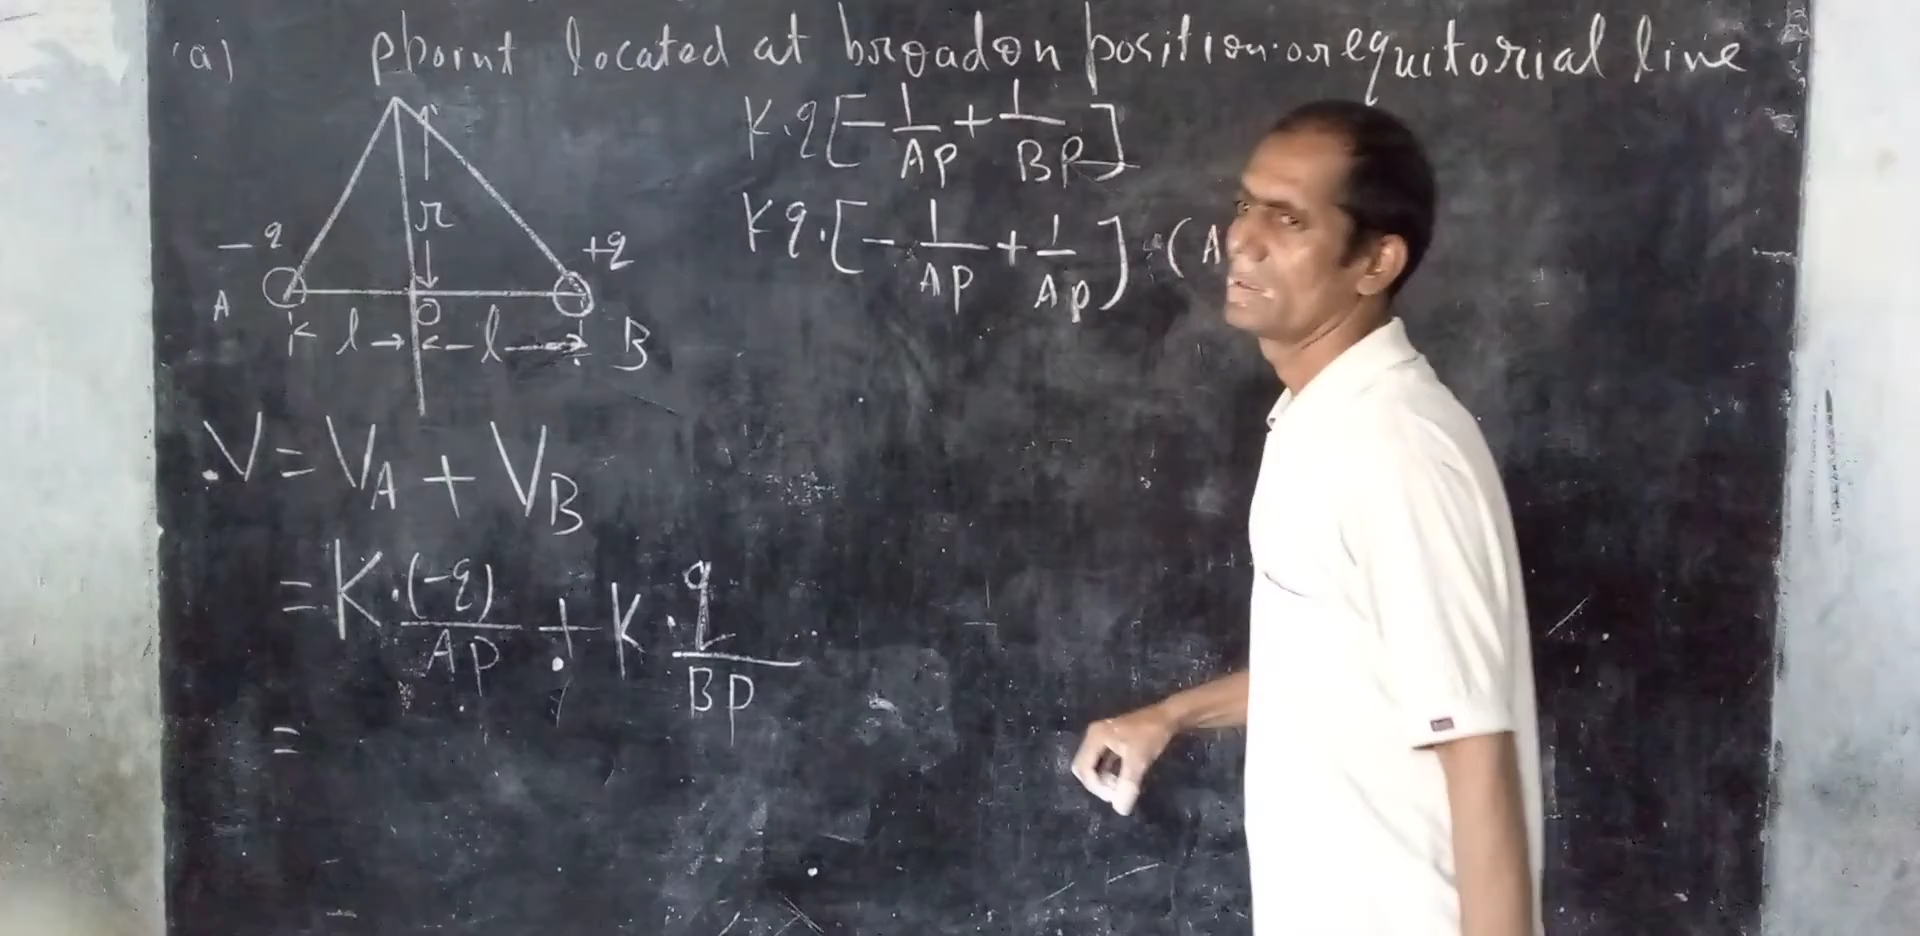 (a) pboint located at broadon position or equitorial line
r
-q
+q
A
O
l
l
B
V = VA + VB
= K.(-q)/AP + K.q/BP
=
K.q[-1/AP + 1/BP]
Kq.[-1/AP + 1/AP] (A